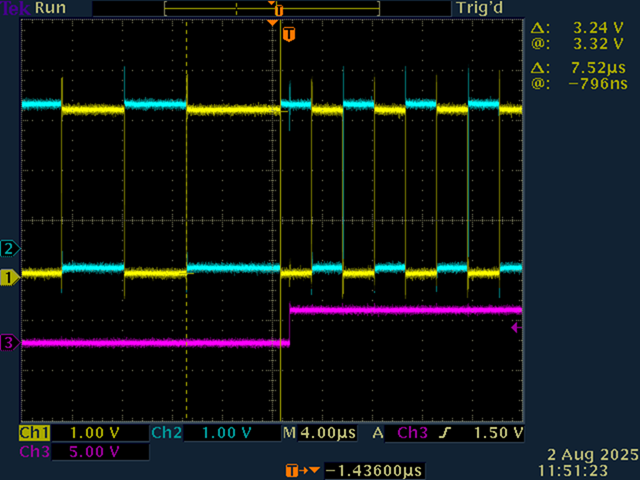 Tek Run Trig'd
Δ: 3.24 V
@: 3.32 V
Δ: 7.52µs
@: −796ns
T
T
2
1
3
Ch1 1.00 V Ch2 1.00 V M 4.00µs A Ch3 1.50 V
Ch3 5.00 V
T −1.43600µs
2 Aug 2025
11:51:23